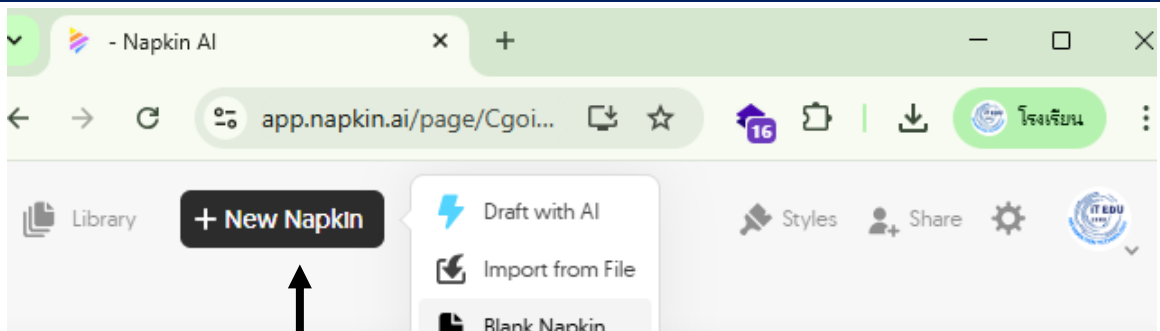 - Napkin AI
app.napkin.ai/page/Cgoi...
16
โรงเรียน
Library
+ New Napkin
Draft with AI
Styles
Share
IT EDU
Import from File
Blank Napkin